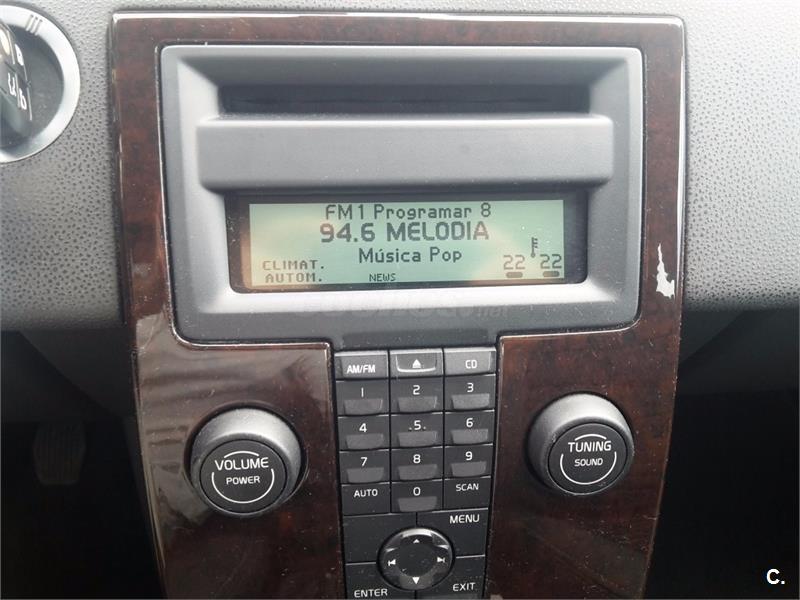 FM1 Programar 8
94.6 MELODIA
Música Pop
CLIMAT.
AUTOM.
NEWS
22 22
AM/FM
CD
1 2 3
4 5 6
7 8 9
AUTO 0 SCAN
MENU
ENTER
EXIT
VOLUME
POWER
TUNING
SOUND
C.